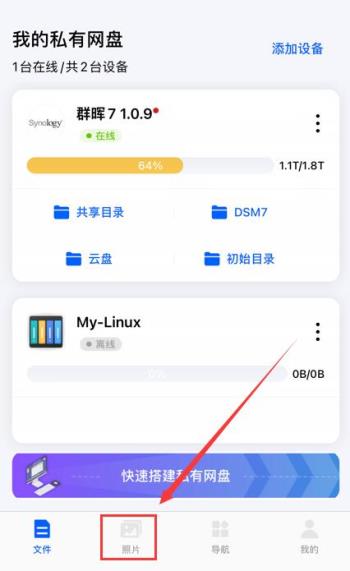 我的私有网盘
添加设备
1台在线/共2台设备
Synology
群晖7 1.0.9
在线
64%
1.1T/1.8T
共享目录
DSM7
云盘
初始目录
My-Linux
离线
0%
0B/0B
快速搭建私有网盘
文件
照片
导航
我的